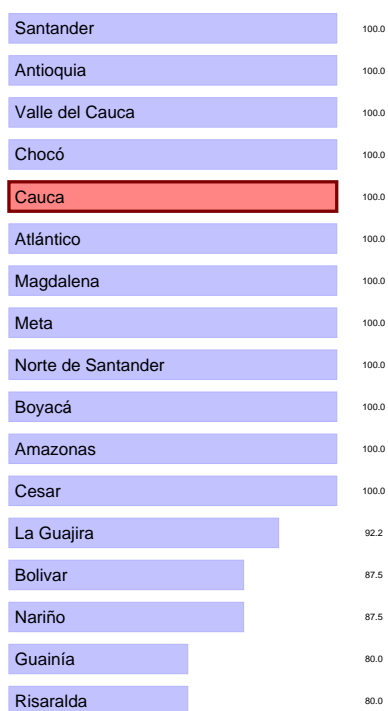 Santander 100.0
Antioquia 100.0
Valle del Cauca 100.0
Chocó 100.0
Cauca 100.0
Atlántico 100.0
Magdalena 100.0
Meta 100.0
Norte de Santander 100.0
Boyacá 100.0
Amazonas 100.0
Cesar 100.0
La Guajira 92.2
Bolivar 87.5
Nariño 87.5
Guainía 80.0
Risaralda 80.0